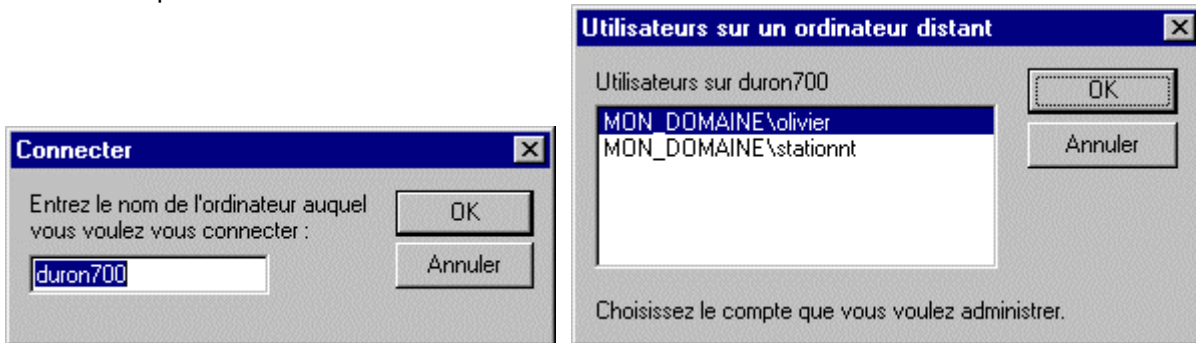 Connecter
Entrez le nom de l'ordinateur auquel
vous voulez vous connecter :
duron700
OK
Annuler
Utilisateurs sur un ordinateur distant
Utilisateurs sur duron700
MON_DOMAINE\olivier
MON_DOMAINE\stationnt
OK
Annuler
Choisissez le compte que vous voulez administrer.